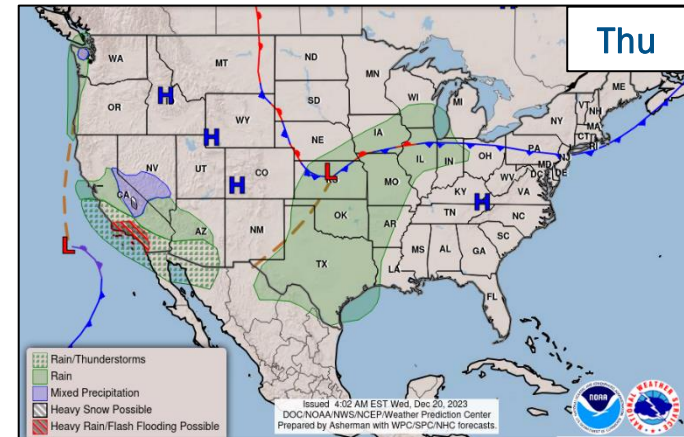 Thu
WA
MT
ND
MN
ME
OR
H
SD
WI
MI
VT
NH
NY
MA
CT
RI
WY
H
IA
NE
PA
NJ
NV
UT
H
CO
L
IL
IN
OH
MD
DE
DC
WV
VA
CA
MO
KY
H
AZ
NM
OK
AR
TN
NC
SC
L
TX
LA
MS
AL
GA
FL
Rain/Thunderstorms
Rain
Mixed Precipitation
Heavy Snow Possible
Heavy Rain/Flash Flooding Possible
Issued 4:02 AM EST Wed, Dec 20, 2023
DOC/NOAA/NWS/NCEP/Weather Prediction Center
Prepared by Asherman with WPC/SPC/NHC forecasts.
NOAA
NATIONAL WEATHER SERVICE